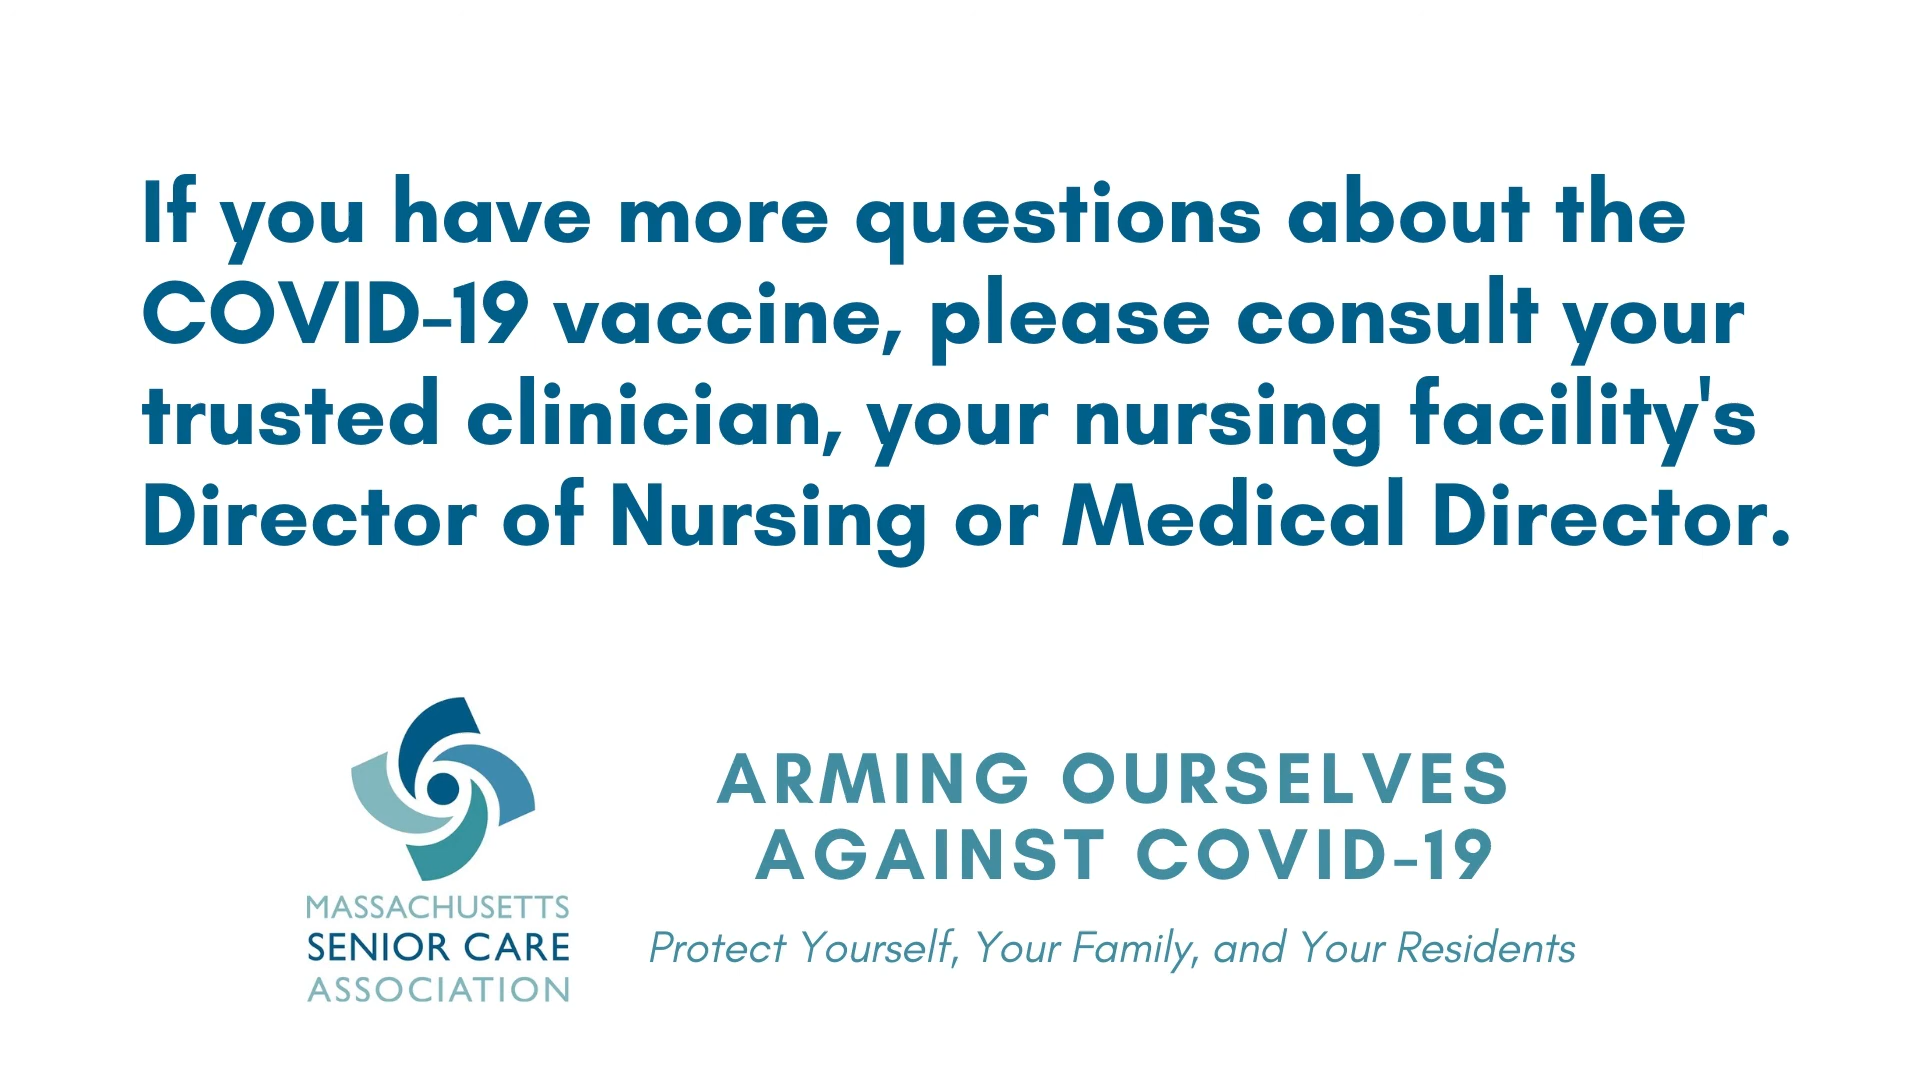 If you have more questions about the
COVID-19 vaccine, please consult your
trusted clinician, your nursing facility's
Director of Nursing or Medical Director.
MASSACHUSETTS
SENIOR CARE
ASSOCIATION
ARMING OURSELVES
AGAINST COVID-19
Protect Yourself, Your Family, and Your Residents